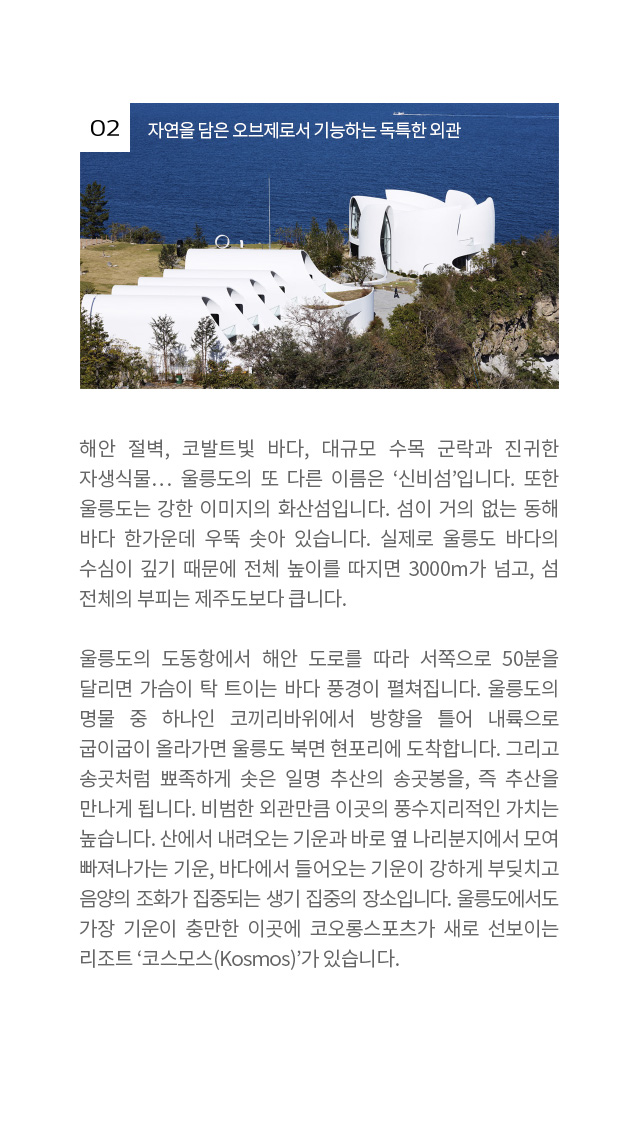 02
자연을 담은 오브제로서 기능하는 독특한 외관
해안 절벽, 코발트빛 바다, 대규모 수목 군락과 진귀한
자생식물… 울릉도의 또 다른 이름은 ‘신비섬’입니다. 또한
울릉도는 강한 이미지의 화산섬입니다. 섬이 거의 없는 동해
바다 한가운데 우뚝 솟아 있습니다. 실제로 울릉도 바다의
수심이 깊기 때문에 전체 높이를 따지면 3000m가 넘고, 섬
전체의 부피는 제주도보다 큽니다.
울릉도의 도동항에서 해안 도로를 따라 서쪽으로 50분을
달리면 가슴이 탁 트이는 바다 풍경이 펼쳐집니다. 울릉도의
명물 중 하나인 코끼리바위에서 방향을 틀어 내륙으로
굽이굽이 올라가면 울릉도 북면 현포리에 도착합니다. 그리고
송곳처럼 뾰족하게 솟은 일명 추산의 송곳봉을, 즉 추산을
만나게 됩니다. 비범한 외관만큼 이곳의 풍수지리적인 가치는
높습니다. 산에서 내려오는 기운과 바로 옆 나리분지에서 모여
빠져나가는 기운, 바다에서 들어오는 기운이 강하게 부딪치고
음양의 조화가 집중되는 생기 집중의 장소입니다. 울릉도에서도
가장 기운이 충만한 이곳에 코오롱스포츠가 새로 선보이는
리조트 ‘코스모스(Kosmos)’가 있습니다.